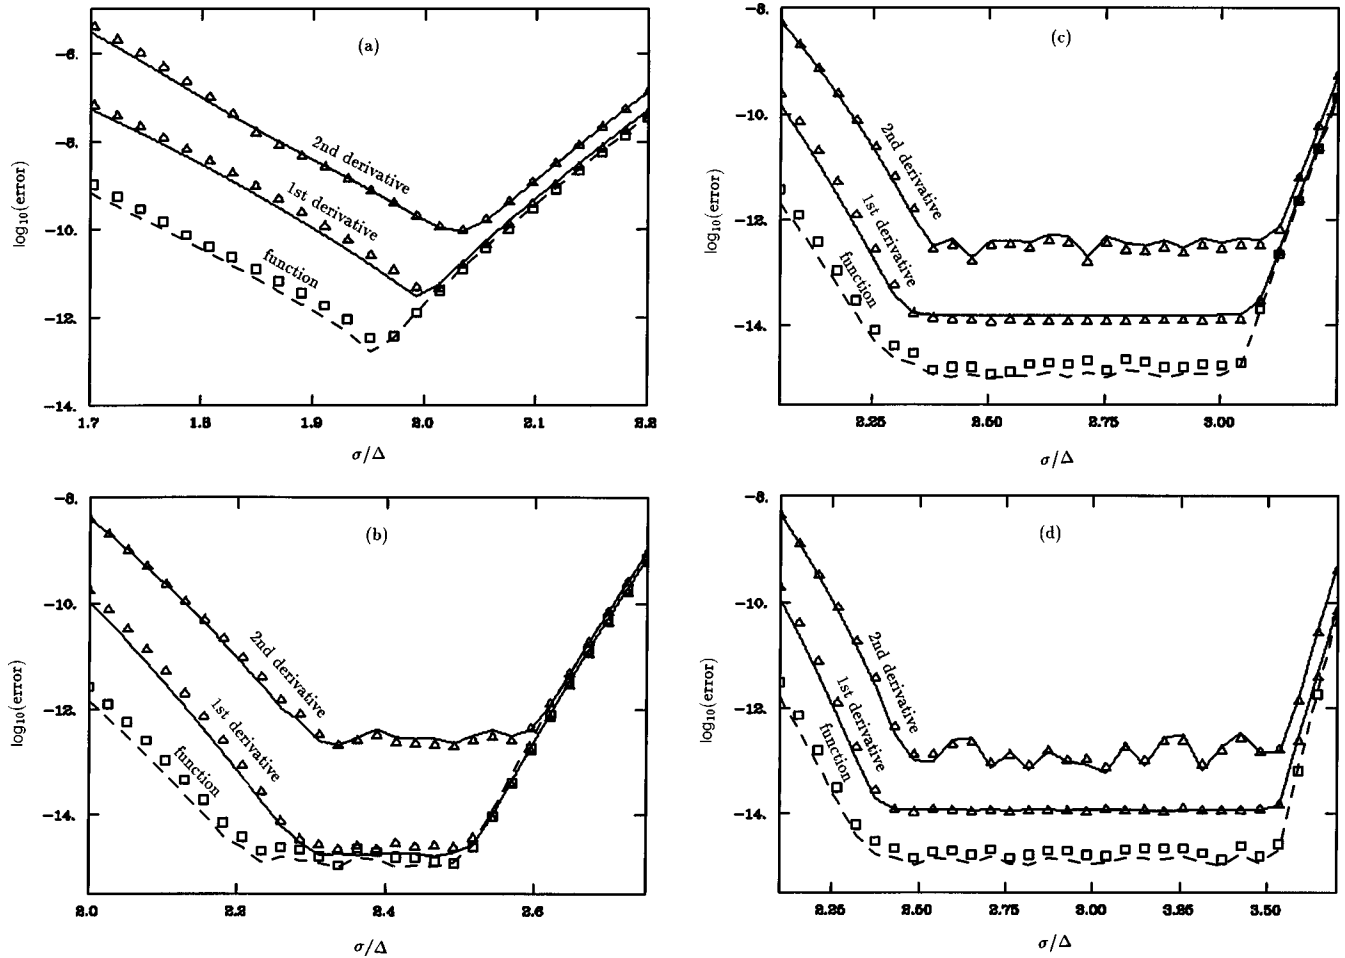 (a)
-6.
-8.
-10.
-12.
-14.
log₁₀(error)
2nd derivative
1st derivative
function
1.7
1.8
1.9
2.0
2.1
2.2
σ/Δ
(c)
-8.
-10.
-12.
-14.
log₁₀(error)
2nd derivative
1st derivative
function
2.25
2.50
2.75
3.00
σ/Δ
(b)
-8.
-10.
-12.
-14.
log₁₀(error)
2nd derivative
1st derivative
function
2.0
2.2
2.4
2.6
σ/Δ
(d)
-8.
-10.
-12.
-14.
log₁₀(error)
2nd derivative
1st derivative
function
2.25
2.50
2.75
3.00
3.25
3.50
σ/Δ